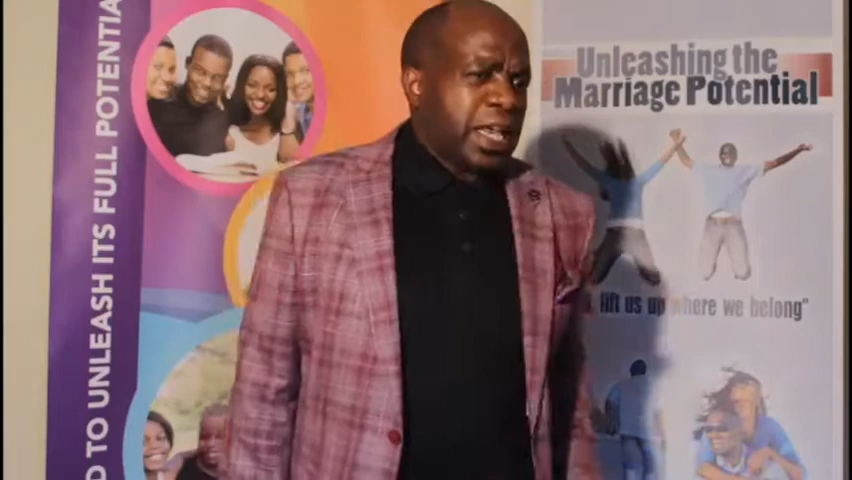 D TO UNLEASH ITS FULL POTENTIA
Unleashing the
Marriage Potential
lift us up where we belong"